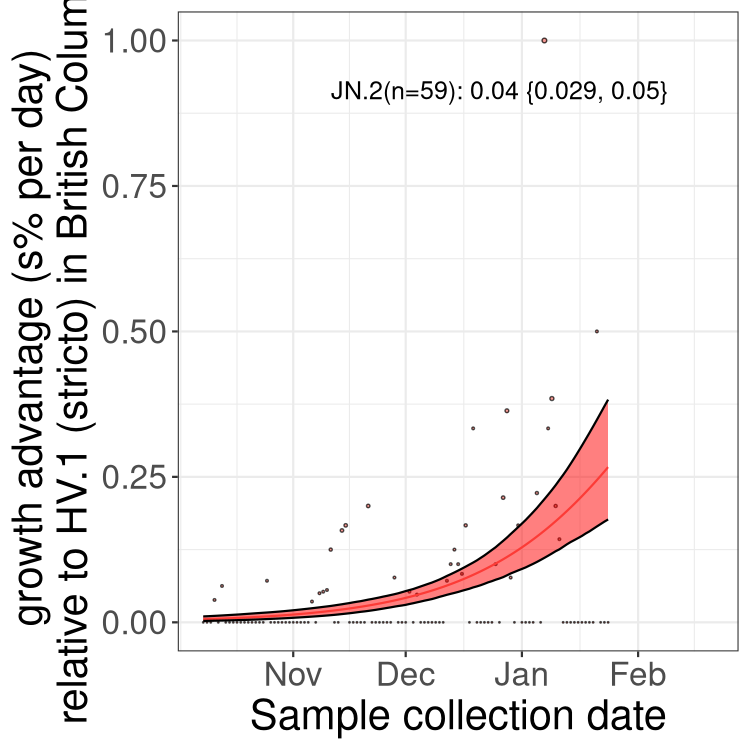 growth advantage (s% per day)
relative to HV.1 (stricto) in British Colum
1.00
0.75
0.50
0.25
0.00
JN.2(n=59): 0.04 {0.029, 0.05}
Nov Dec Jan Feb
Sample collection date